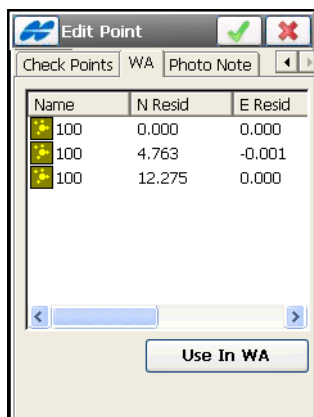 Edit Point
Check Points WA Photo Note
Name N Resid E Resid
100 0.000 0.000
100 4.763 -0.001
100 12.275 0.000
Use In WA